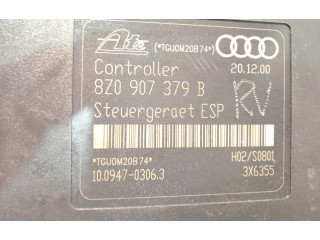 Ate *TGUOM20B74*
Controller 20.12.00
8Z0 907 379 B RV
Steuergeraet ESP
*TGUOM20B74* H02/S0801
10.0947-0306.3 3X6355